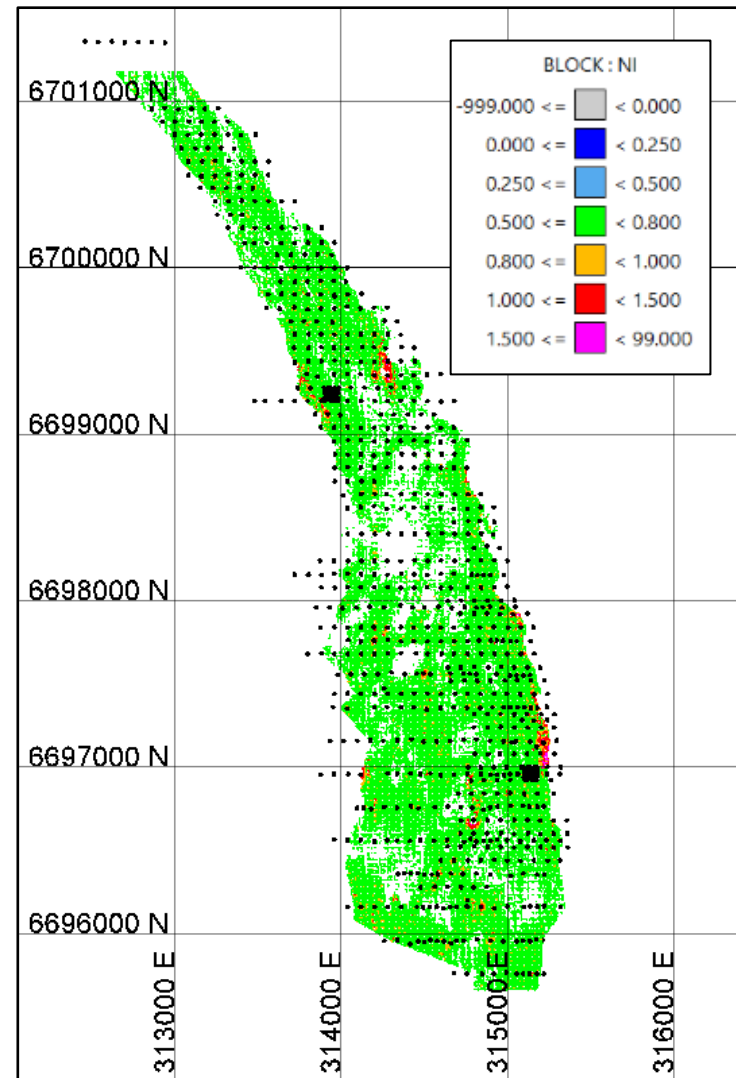 BLOCK : NI
-999.000 <= < 0.000
0.000 <= < 0.250
0.250 <= < 0.500
0.500 <= < 0.800
0.800 <= < 1.000
1.000 <= < 1.500
1.500 <= < 99.000
6701000 N
6700000 N
6699000 N
6698000 N
6697000 N
6696000 N
313000 E
314000 E
315000 E
316000 E